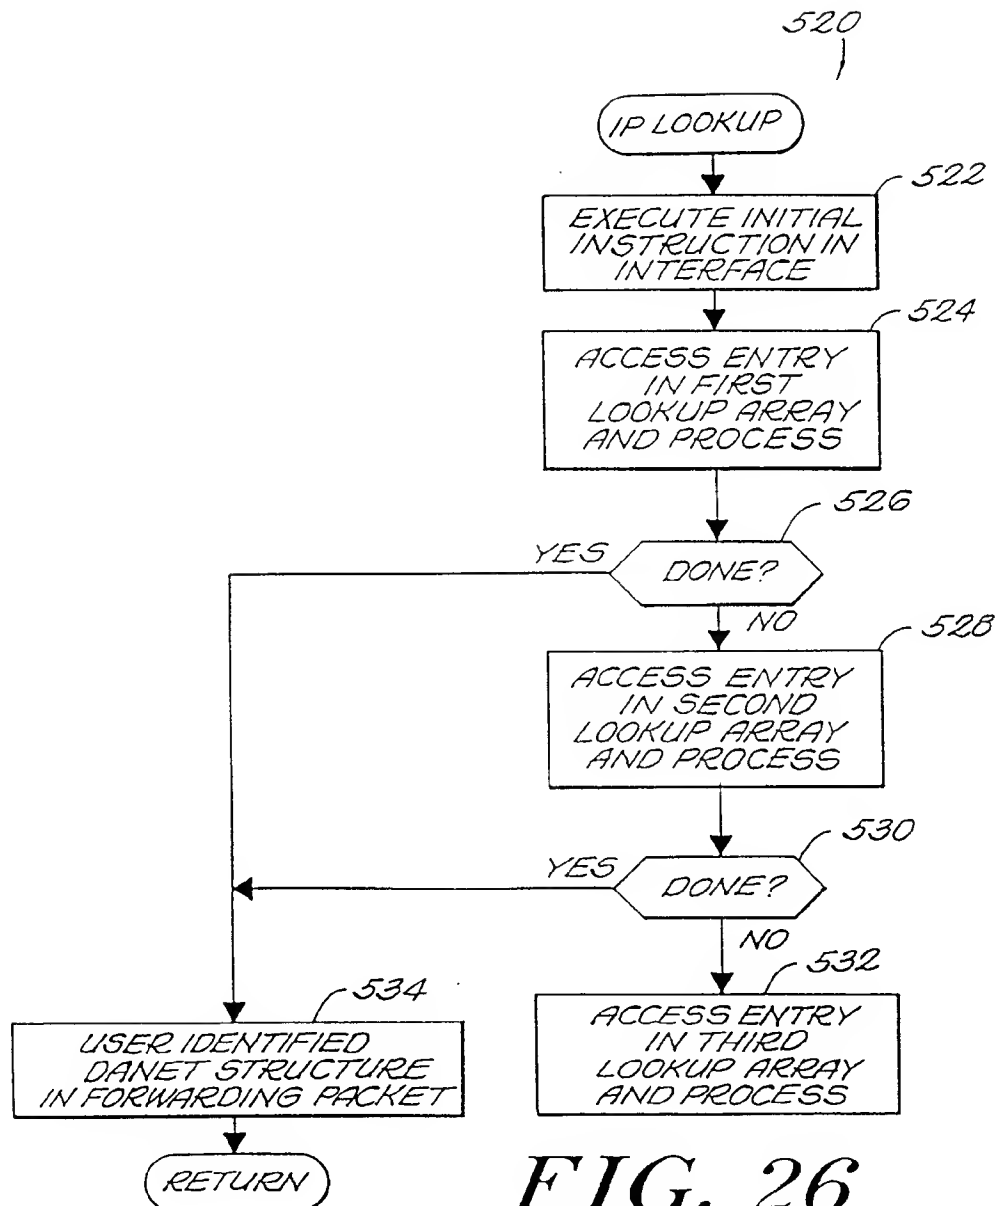 520
IP LOOKUP
522
EXECUTE INITIAL
INSTRUCTION IN
INTERFACE
524
ACCESS ENTRY
IN FIRST
LOOKUP ARRAY
AND PROCESS
526
YES
DONE?
NO
528
ACCESS ENTRY
IN SECOND
LOOKUP ARRAY
AND PROCESS
530
YES
DONE?
NO
532
ACCESS ENTRY
IN THIRD
LOOKUP ARRAY
AND PROCESS
534
USER IDENTIFIED
DANET STRUCTURE
IN FORWARDING PACKET
RETURN
FIG. 26